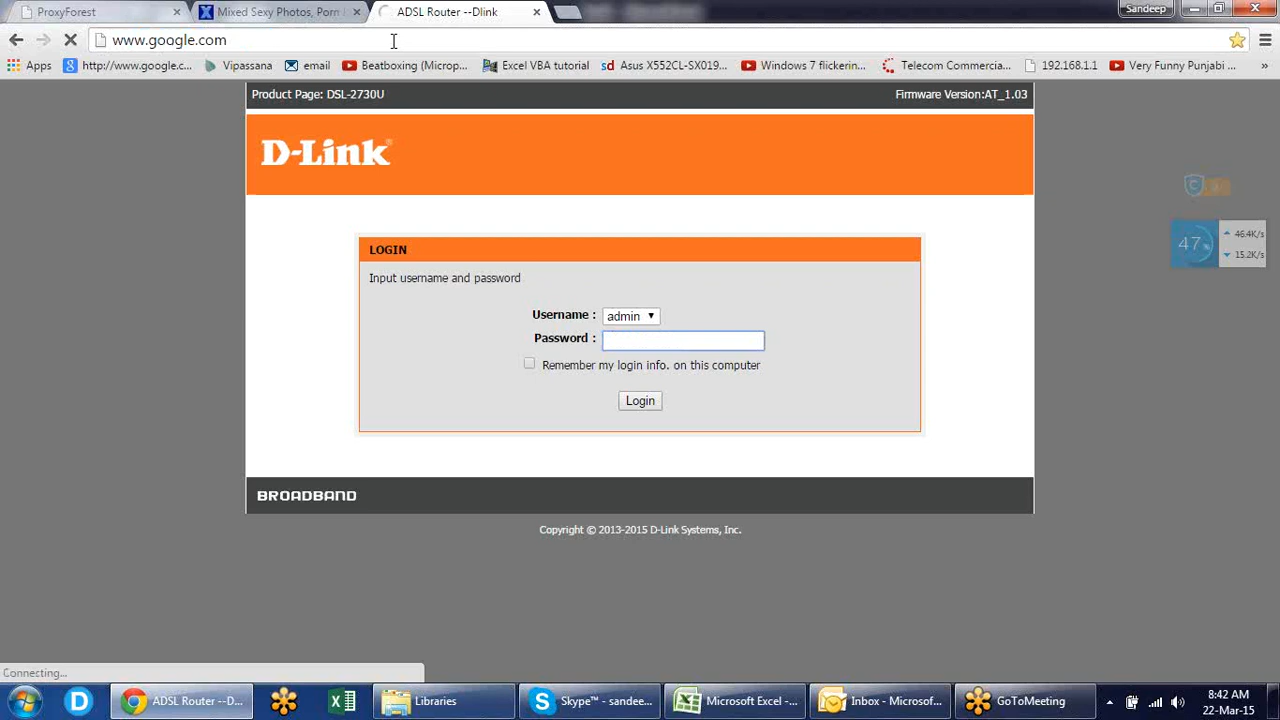 ProxyForest
Mixed Sexy Photos, Porn
ADSL Router --Dlink
Sandeep
www.google.com
Apps
http://www.google.c...
Vipassana
email
Beatboxing (Microp...
Excel VBA tutorial
Asus X552CL-SX019...
Windows 7 flickerin...
Telecom Commercia...
192.168.1.1
Very Funny Punjabi ...
»
Product Page: DSL-2730U
Firmware Version:AT_1.03
D-Link
LOGIN
Input username and password
Username :
admin
Password :
Remember my login info. on this computer
Login
BROADBAND
Copyright © 2013-2015 D-Link Systems, Inc.
47%
46.4K/s
15.2K/s
Connecting...
ADSL Router --D...
Libraries
Skype™ - sandee...
Microsoft Excel -...
Inbox - Microsof...
GoToMeeting
8:42 AM
22-Mar-15